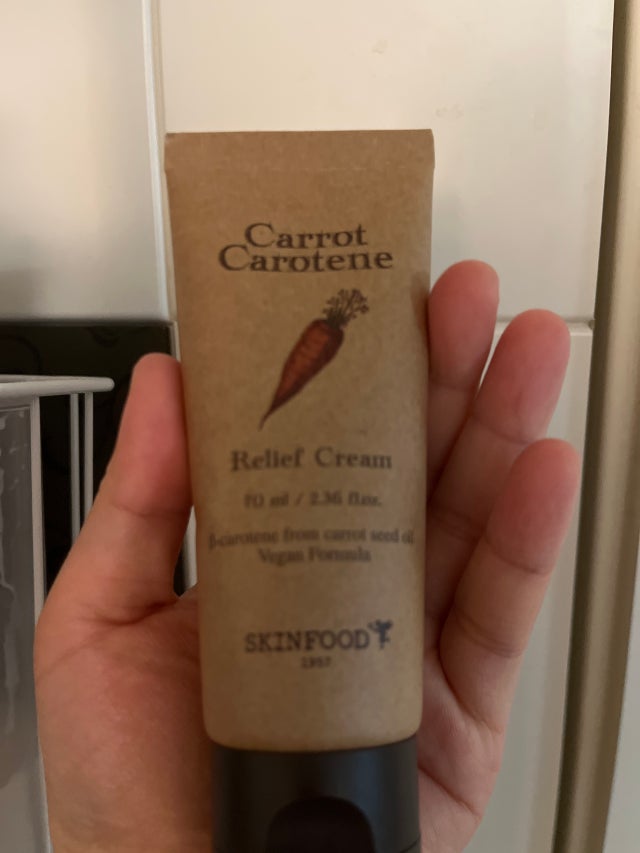 Carrot
Carotene
Relief Cream
70 ml / 2.36 fl.oz.
β-carotene from carrot seed oil
Vegan Formula
SKINFOOD
1957